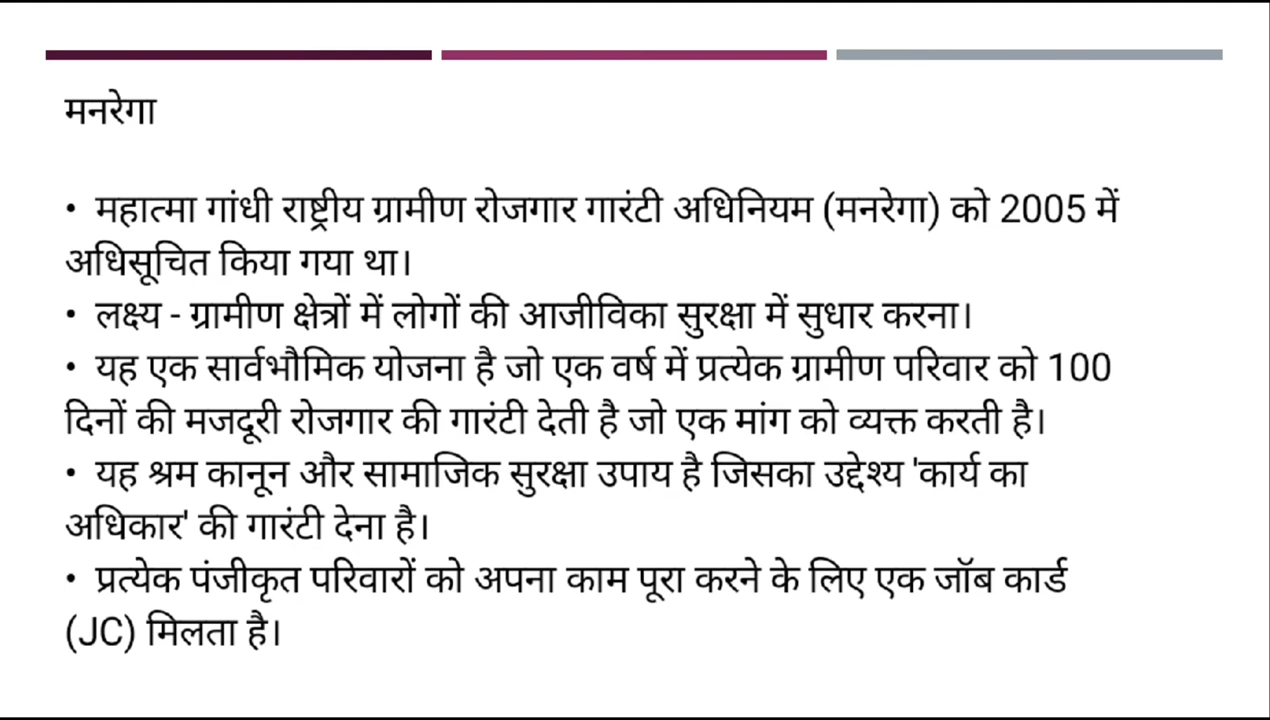 मनरेगा
• महात्मा गांधी राष्ट्रीय ग्रामीण रोजगार गारंटी अधिनियम (मनरेगा) को 2005 में
अधिसूचित किया गया था।
• लक्ष्य - ग्रामीण क्षेत्रों में लोगों की आजीविका सुरक्षा में सुधार करना।
• यह एक सार्वभौमिक योजना है जो एक वर्ष में प्रत्येक ग्रामीण परिवार को 100
दिनों की मजदूरी रोजगार की गारंटी देती है जो एक मांग को व्यक्त करती है।
• यह श्रम कानून और सामाजिक सुरक्षा उपाय है जिसका उद्देश्य 'कार्य का
अधिकार' की गारंटी देना है।
• प्रत्येक पंजीकृत परिवारों को अपना काम पूरा करने के लिए एक जॉब कार्ड
(JC) मिलता है।